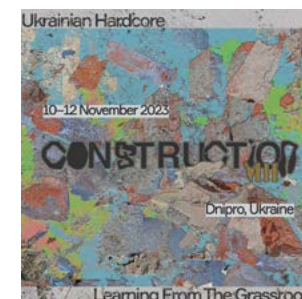 Ukrainian Hardcore
10–12 November 2023
CONSTRUCTION
VIII
Dnipro, Ukraine
Learning From The